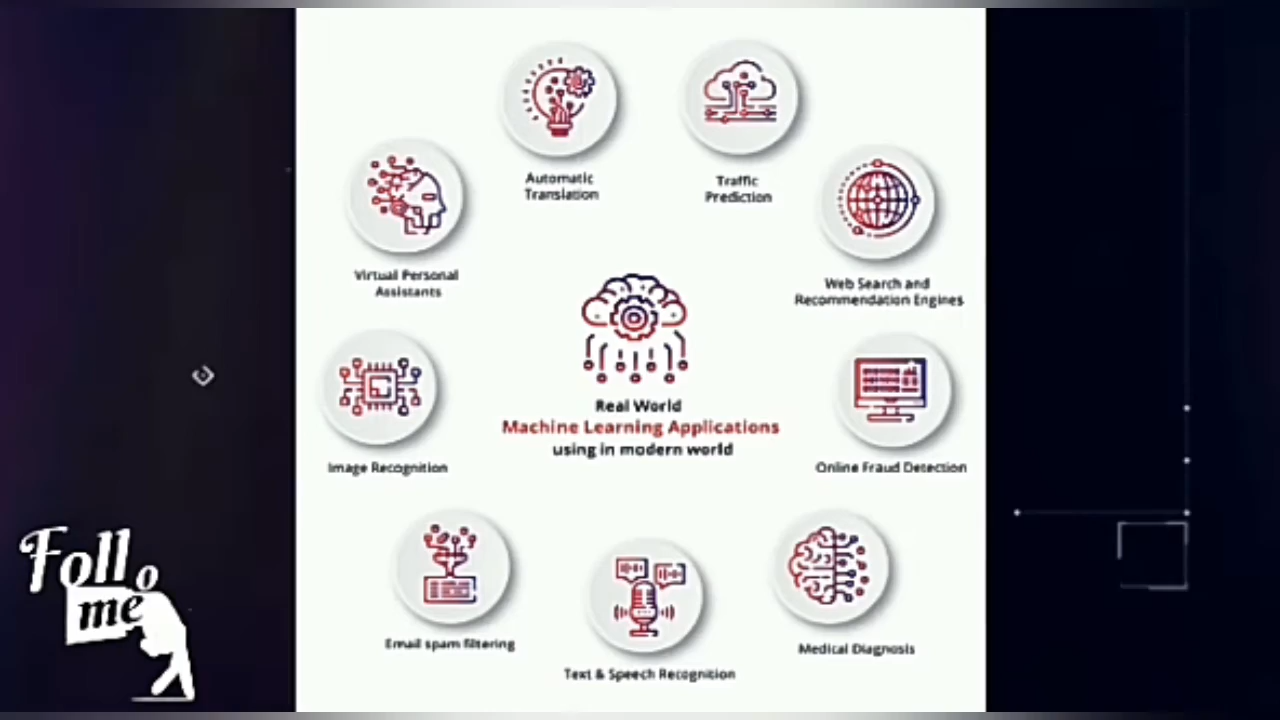 Automatic
Translation
Traffic
Prediction
Virtual Personal
Assistants
Web Search and
Recommendation Engines
Real World
Machine Learning Applications
using in modern world
Image Recognition
Online Fraud Detection
Email spam filtering
Text & Speech Recognition
Medical Diagnosis
Follo
me